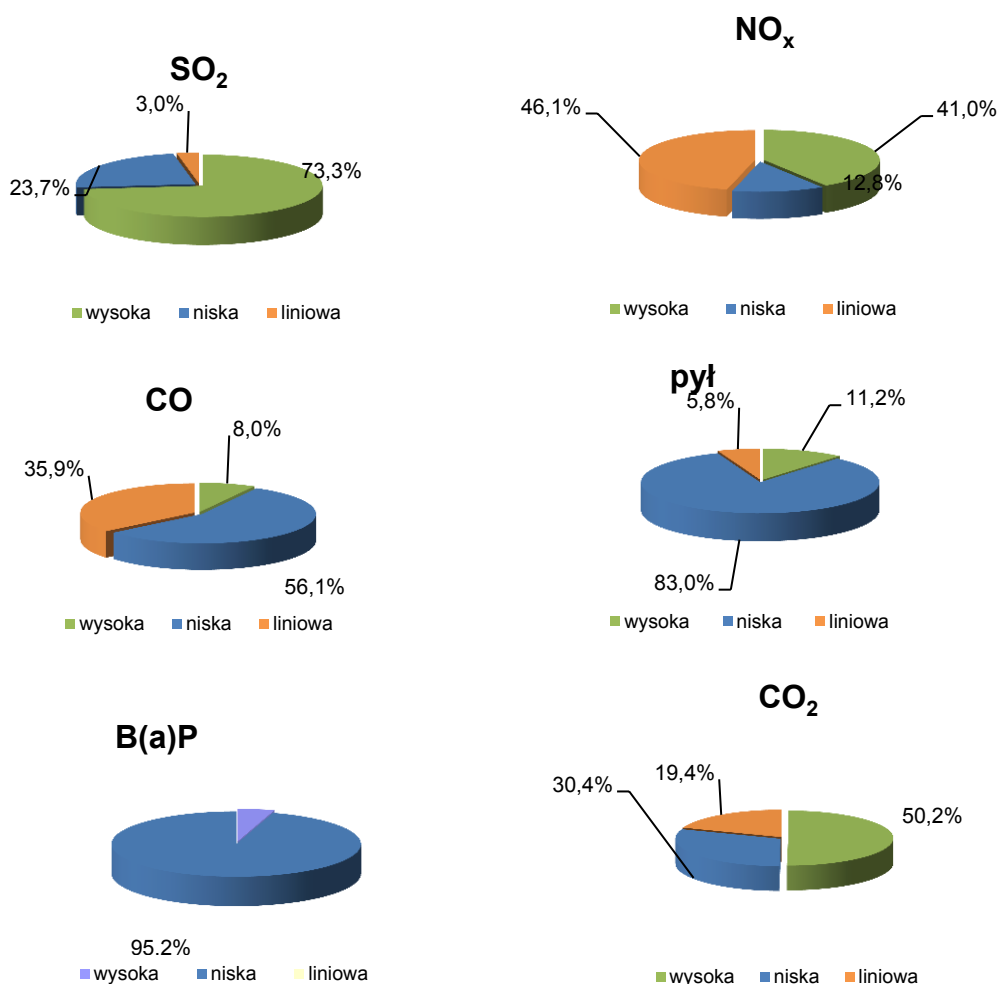 SO2
3,0%
23,7%
73,3%
wysoka niska liniowa
NOx
46,1%
41,0%
12,8%
wysoka niska liniowa
CO
8,0%
35,9%
56,1%
wysoka niska liniowa
pył
5,8%
11,2%
83,0%
wysoka niska liniowa
B(a)P
95.2%
wysoka niska liniowa
CO2
19,4%
30,4%
50,2%
wysoka niska liniowa